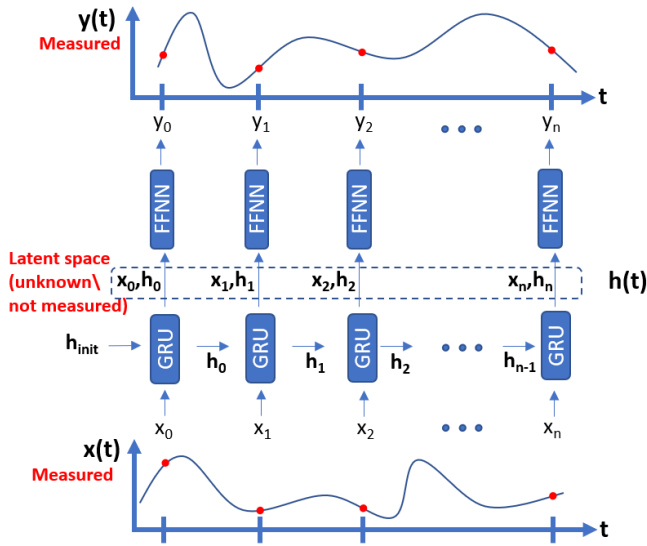 y(t)
Measured
t
y0 y1 y2 yn
FFNN FFNN FFNN FFNN
Latent space
(unknown\
not measured)
x0,h0 x1,h1 x2,h2 xn,hn
h(t)
GRU GRU GRU GRU
hinit h0 h1 h2 hn-1
x0 x1 x2 xn
x(t)
Measured
t